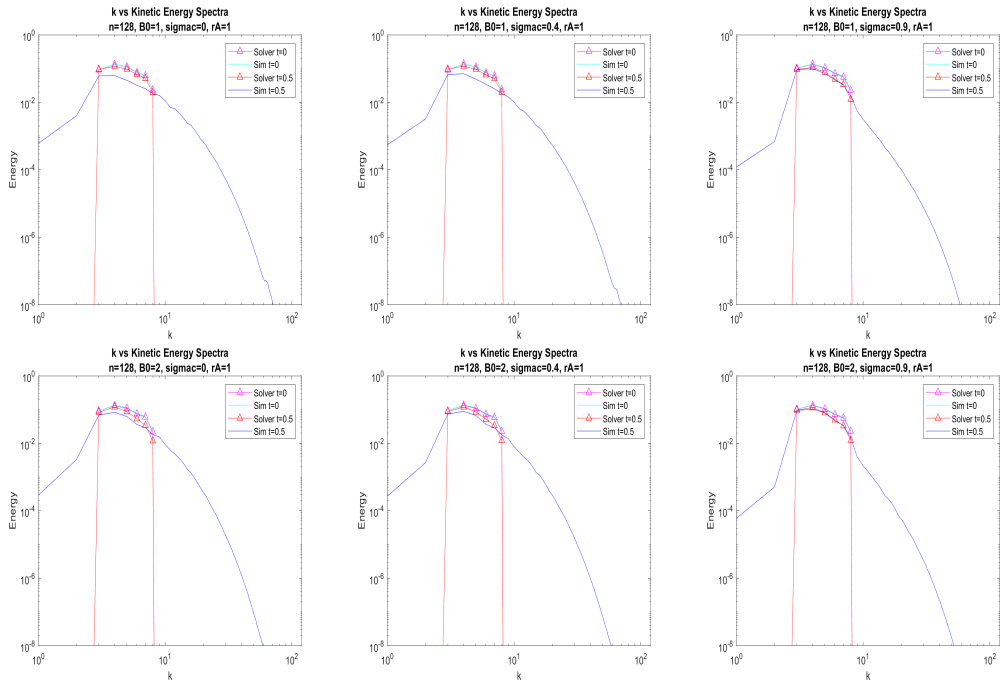 k vs Kinetic Energy Spectra
n=128, B0=1, sigmac=0, rA=1
10^0
10^-2
10^-4
10^-6
10^-8
Energy
Solver t=0
Sim t=0
Solver t=0.5
Sim t=0.5
10^0
10^1
10^2
k
k vs Kinetic Energy Spectra
n=128, B0=1, sigmac=0.4, rA=1
10^0
10^-2
10^-4
10^-6
10^-8
Energy
Solver t=0
Sim t=0
Solver t=0.5
Sim t=0.5
10^0
10^1
10^2
k
k vs Kinetic Energy Spectra
n=128, B0=1, sigmac=0.9, rA=1
10^0
10^-2
10^-4
10^-6
10^-8
Energy
Solver t=0
Sim t=0
Solver t=0.5
Sim t=0.5
10^0
10^1
10^2
k
k vs Kinetic Energy Spectra
n=128, B0=2, sigmac=0, rA=1
10^0
10^-2
10^-4
10^-6
10^-8
Energy
Solver t=0
Sim t=0
Solver t=0.5
Sim t=0.5
10^0
10^1
10^2
k
k vs Kinetic Energy Spectra
n=128, B0=2, sigmac=0.4, rA=1
10^0
10^-2
10^-4
10^-6
10^-8
Energy
Solver t=0
Sim t=0
Solver t=0.5
Sim t=0.5
10^0
10^1
10^2
k
k vs Kinetic Energy Spectra
n=128, B0=2, sigmac=0.9, rA=1
10^0
10^-2
10^-4
10^-6
10^-8
Energy
Solver t=0
Sim t=0
Solver t=0.5
Sim t=0.5
10^0
10^1
10^2
k